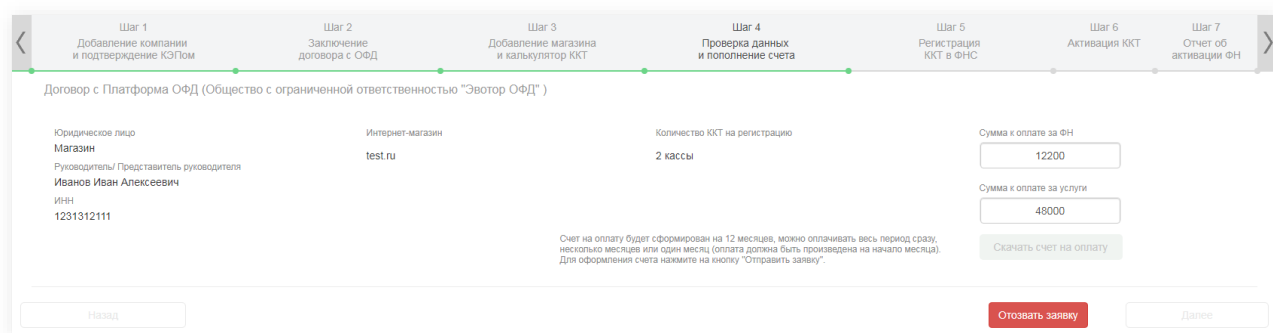 Шаг 1
Добавление компании
и подтверждение КЭПом
Шаг 2
Заключение
договора с ОФД
Шаг 3
Добавление магазина
и калькулятор ККТ
Шаг 4
Проверка данных
и пополнение счета
Шаг 5
Регистрация
ККТ в ФНС
Шаг 6
Активация ККТ
Шаг 7
Отчет об
активации ФН
Договор с Платформа ОФД (Общество с ограниченной ответственностью "Эвотор ОФД" )
Юридическое лицо
Магазин
Руководитель/ Представитель руководителя
Иванов Иван Алексеевич
ИНН
1231312111
Интернет-магазин
test.ru
Количество ККТ на регистрацию
2 кассы
Сумма к оплате за ФН
12200
Сумма к оплате за услуги
48000
Счет на оплату будет сформирован на 12 месяцев, можно оплачивать весь период сразу,
несколько месяцев или один месяц (оплата должна быть произведена на начало месяца).
Для оформления счета нажмите на кнопку "Отправить заявку".
Скачать счет на оплату
Назад
Отозвать заявку
Далее